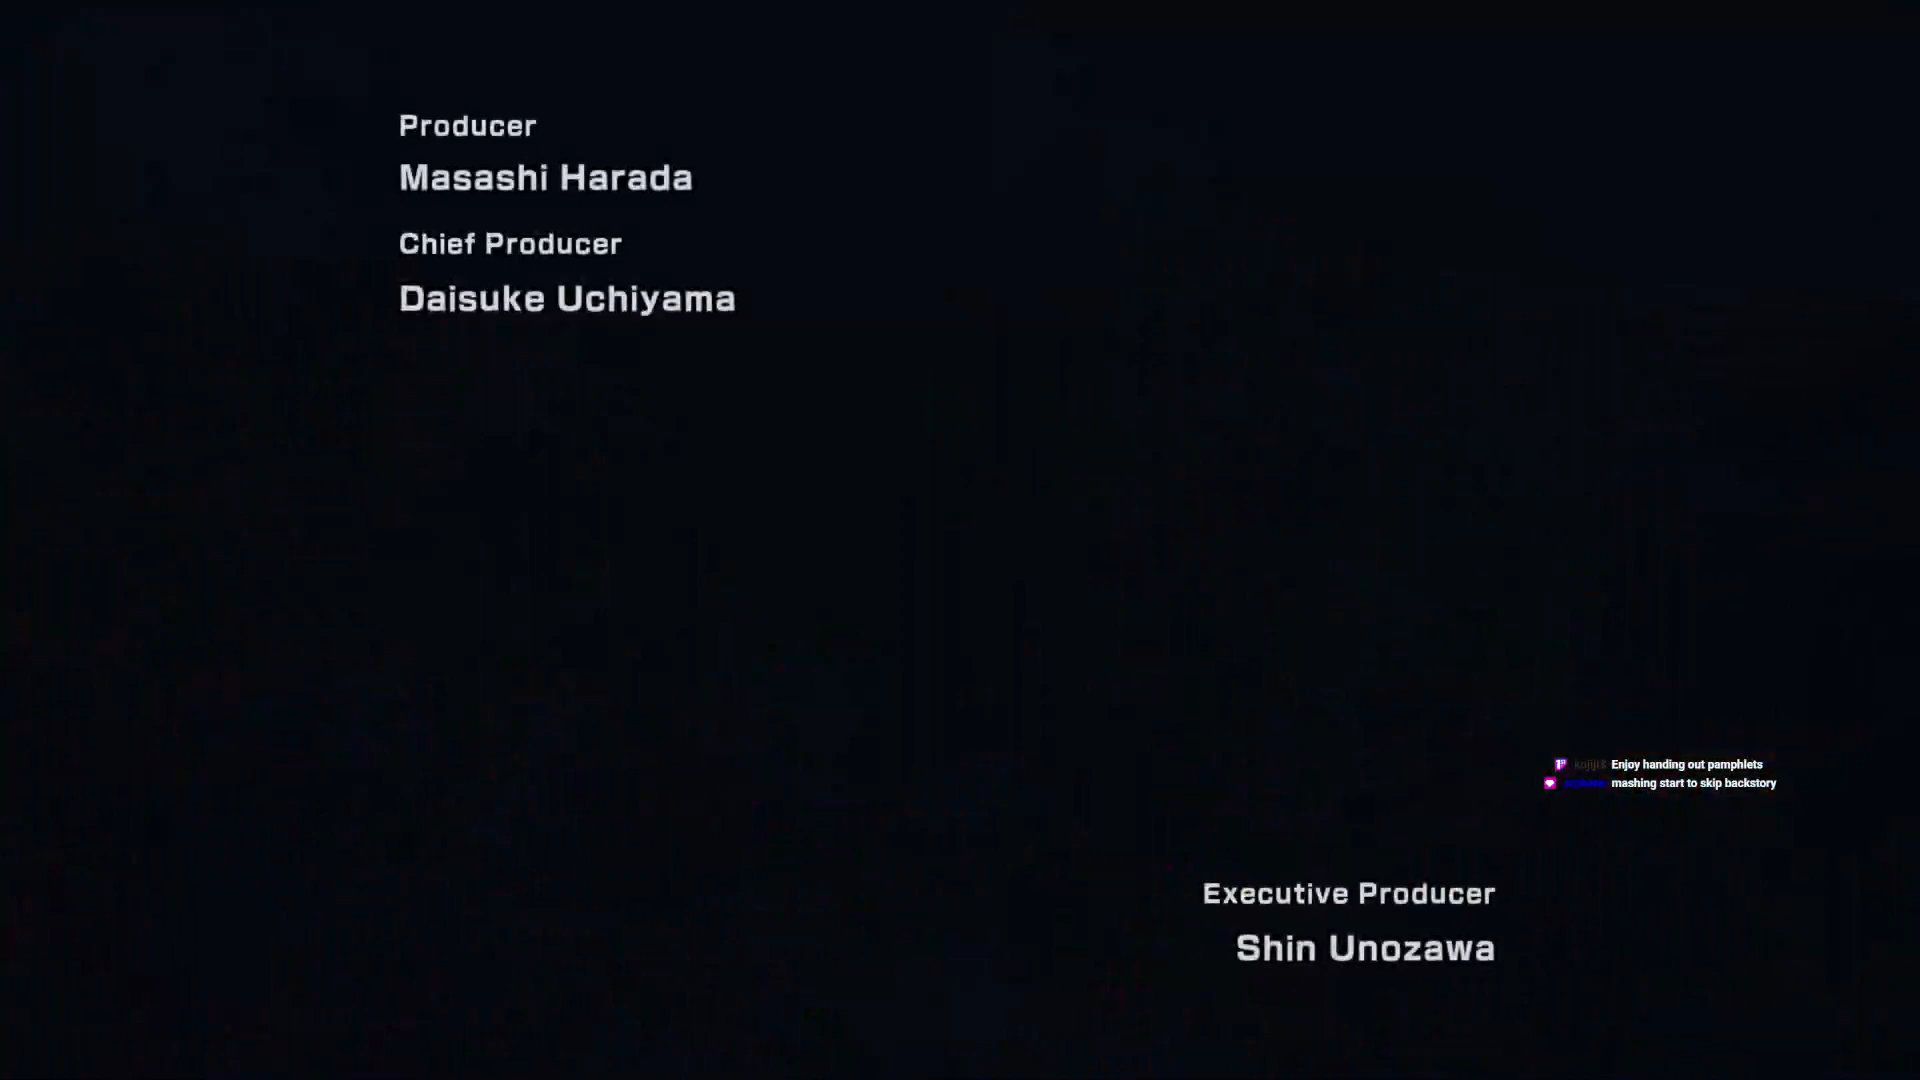 Producer
Masashi Harada
Chief Producer
Daisuke Uchiyama
Enjoy handing out pamphlets
mashing start to skip backstory
Executive Producer
Shin Unozawa